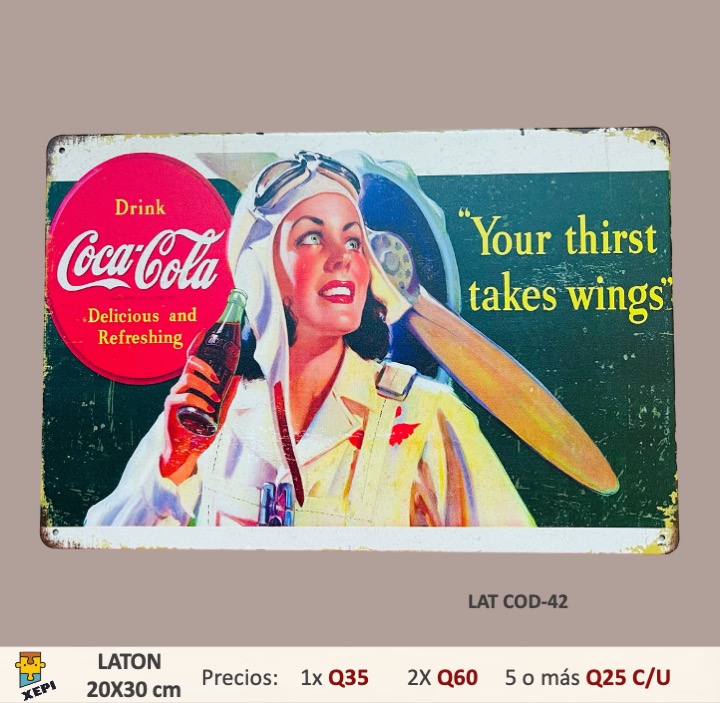 Drink
Coca-Cola
Delicious and
Refreshing
"Your thirst
takes wings"
LAT COD-42
XEPI
LATON
20X30 cm
Precios: 1x Q35 2X Q60 5 o más Q25 C/U